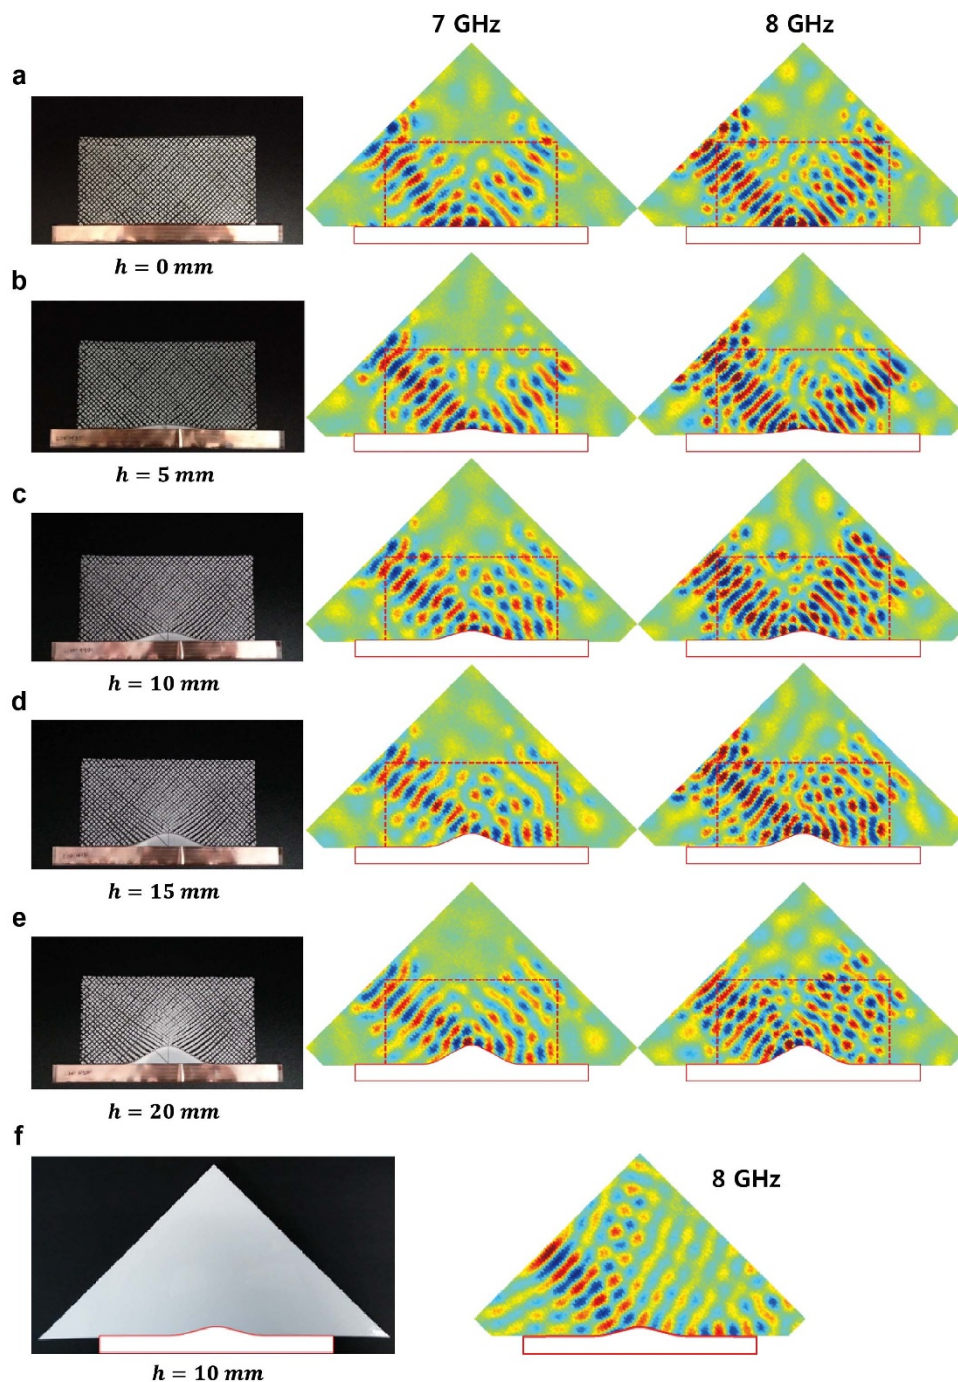 7 GHz
8 GHz
a
h = 0 mm
b
h = 5 mm
c
h = 10 mm
d
h = 15 mm
e
h = 20 mm
f
8 GHz
h = 10 mm